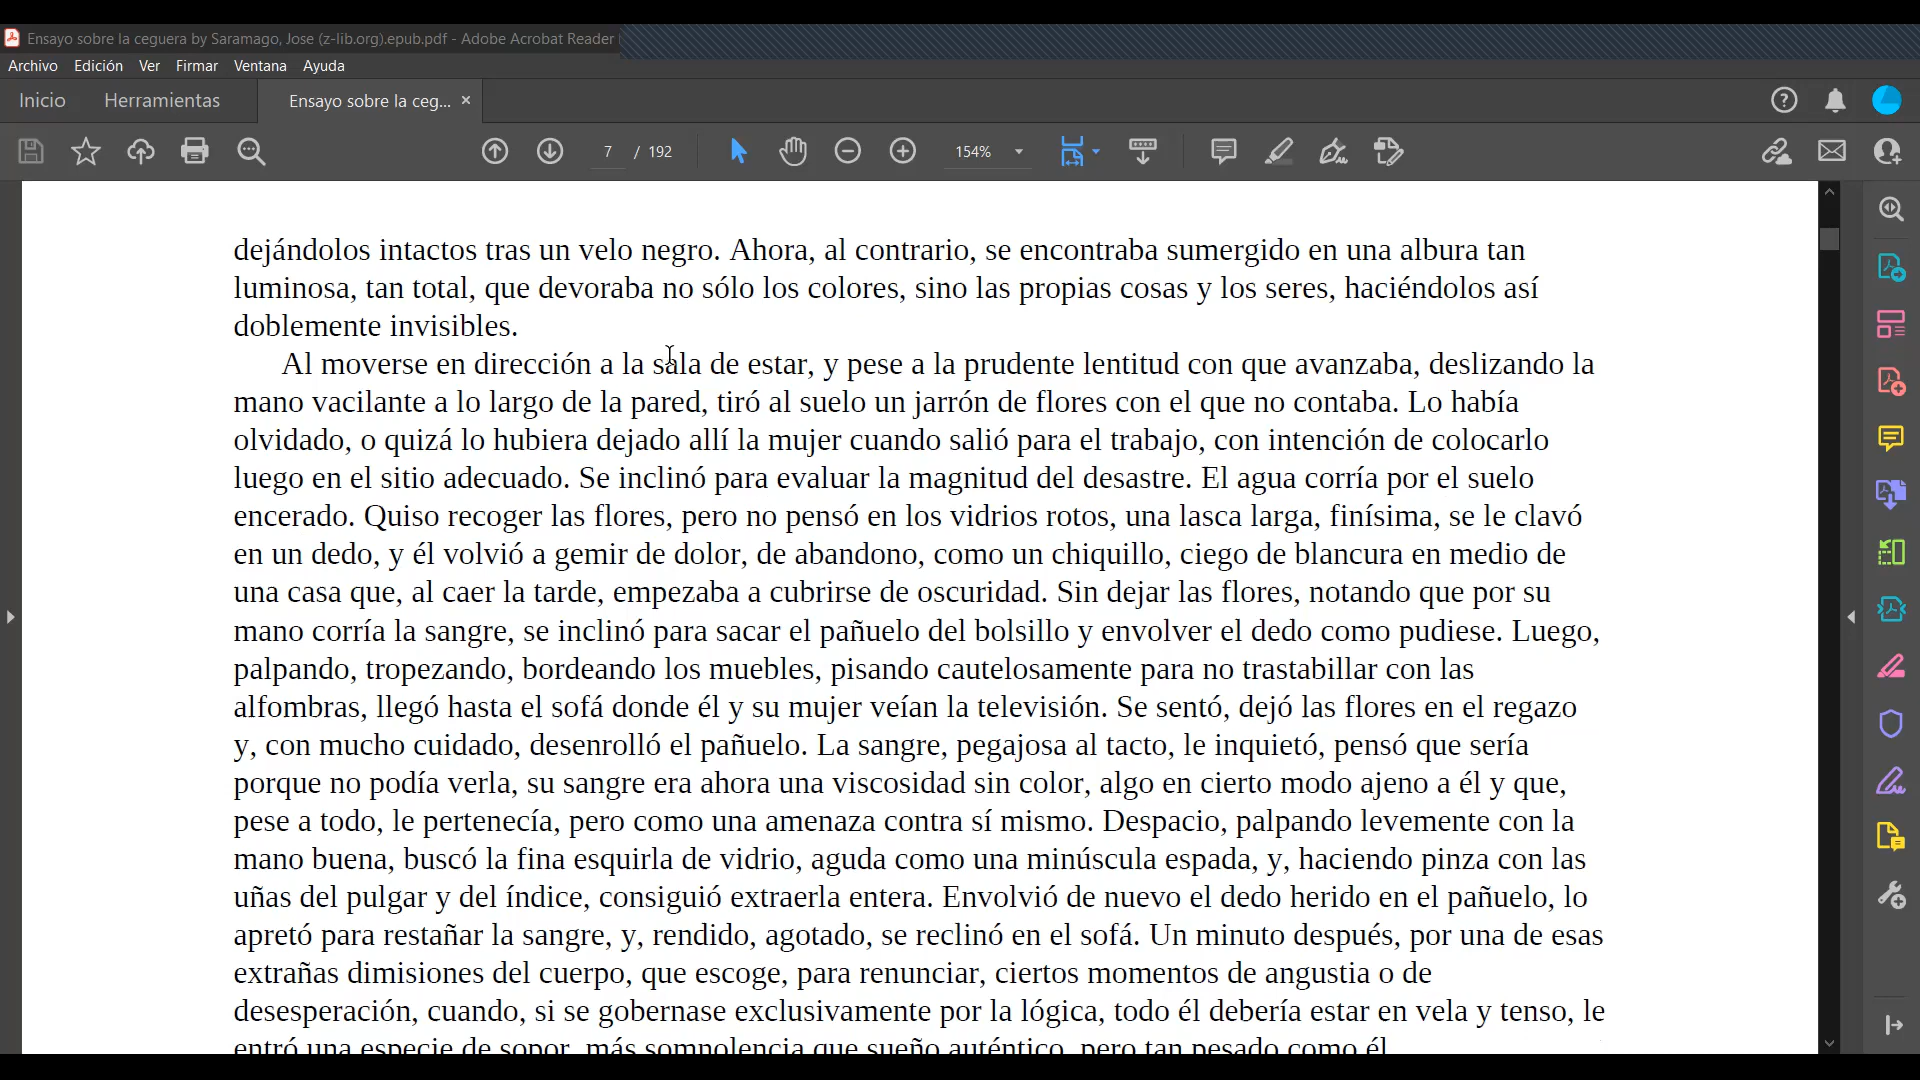 Ensayo sobre la ceguera by Saramago, Jose (z-lib.org).epub.pdf - Adobe Acrobat Reader
Archivo Edición Ver Firmar Ventana Ayuda
Inicio Herramientas Ensayo sobre la ceg... ×
7 / 192 154%
dejándolos intactos tras un velo negro. Ahora, al contrario, se encontraba sumergido en una albura tan
luminosa, tan total, que devoraba no sólo los colores, sino las propias cosas y los seres, haciéndolos así
doblemente invisibles.
Al moverse en dirección a la sala de estar, y pese a la prudente lentitud con que avanzaba, deslizando la
mano vacilante a lo largo de la pared, tiró al suelo un jarrón de flores con el que no contaba. Lo había
olvidado, o quizá lo hubiera dejado allí la mujer cuando salió para el trabajo, con intención de colocarlo
luego en el sitio adecuado. Se inclinó para evaluar la magnitud del desastre. El agua corría por el suelo
encerado. Quiso recoger las flores, pero no pensó en los vidrios rotos, una lasca larga, finísima, se le clavó
en un dedo, y él volvió a gemir de dolor, de abandono, como un chiquillo, ciego de blancura en medio de
una casa que, al caer la tarde, empezaba a cubrirse de oscuridad. Sin dejar las flores, notando que por su
mano corría la sangre, se inclinó para sacar el pañuelo del bolsillo y envolver el dedo como pudiese. Luego,
palpando, tropezando, bordeando los muebles, pisando cautelosamente para no trastabillar con las
alfombras, llegó hasta el sofá donde él y su mujer veían la televisión. Se sentó, dejó las flores en el regazo
y, con mucho cuidado, desenrolló el pañuelo. La sangre, pegajosa al tacto, le inquietó, pensó que sería
porque no podía verla, su sangre era ahora una viscosidad sin color, algo en cierto modo ajeno a él y que,
pese a todo, le pertenecía, pero como una amenaza contra sí mismo. Despacio, palpando levemente con la
mano buena, buscó la fina esquirla de vidrio, aguda como una minúscula espada, y, haciendo pinza con las
uñas del pulgar y del índice, consiguió extraerla entera. Envolvió de nuevo el dedo herido en el pañuelo, lo
apretó para restañar la sangre, y, rendido, agotado, se reclinó en el sofá. Un minuto después, por una de esas
extrañas dimisiones del cuerpo, que escoge, para renunciar, ciertos momentos de angustia o de
desesperación, cuando, si se gobernase exclusivamente por la lógica, todo él debería estar en vela y tenso, le
entró una especie de sopor, más somnolencia que sueño auténtico, pero tan pesado como él.